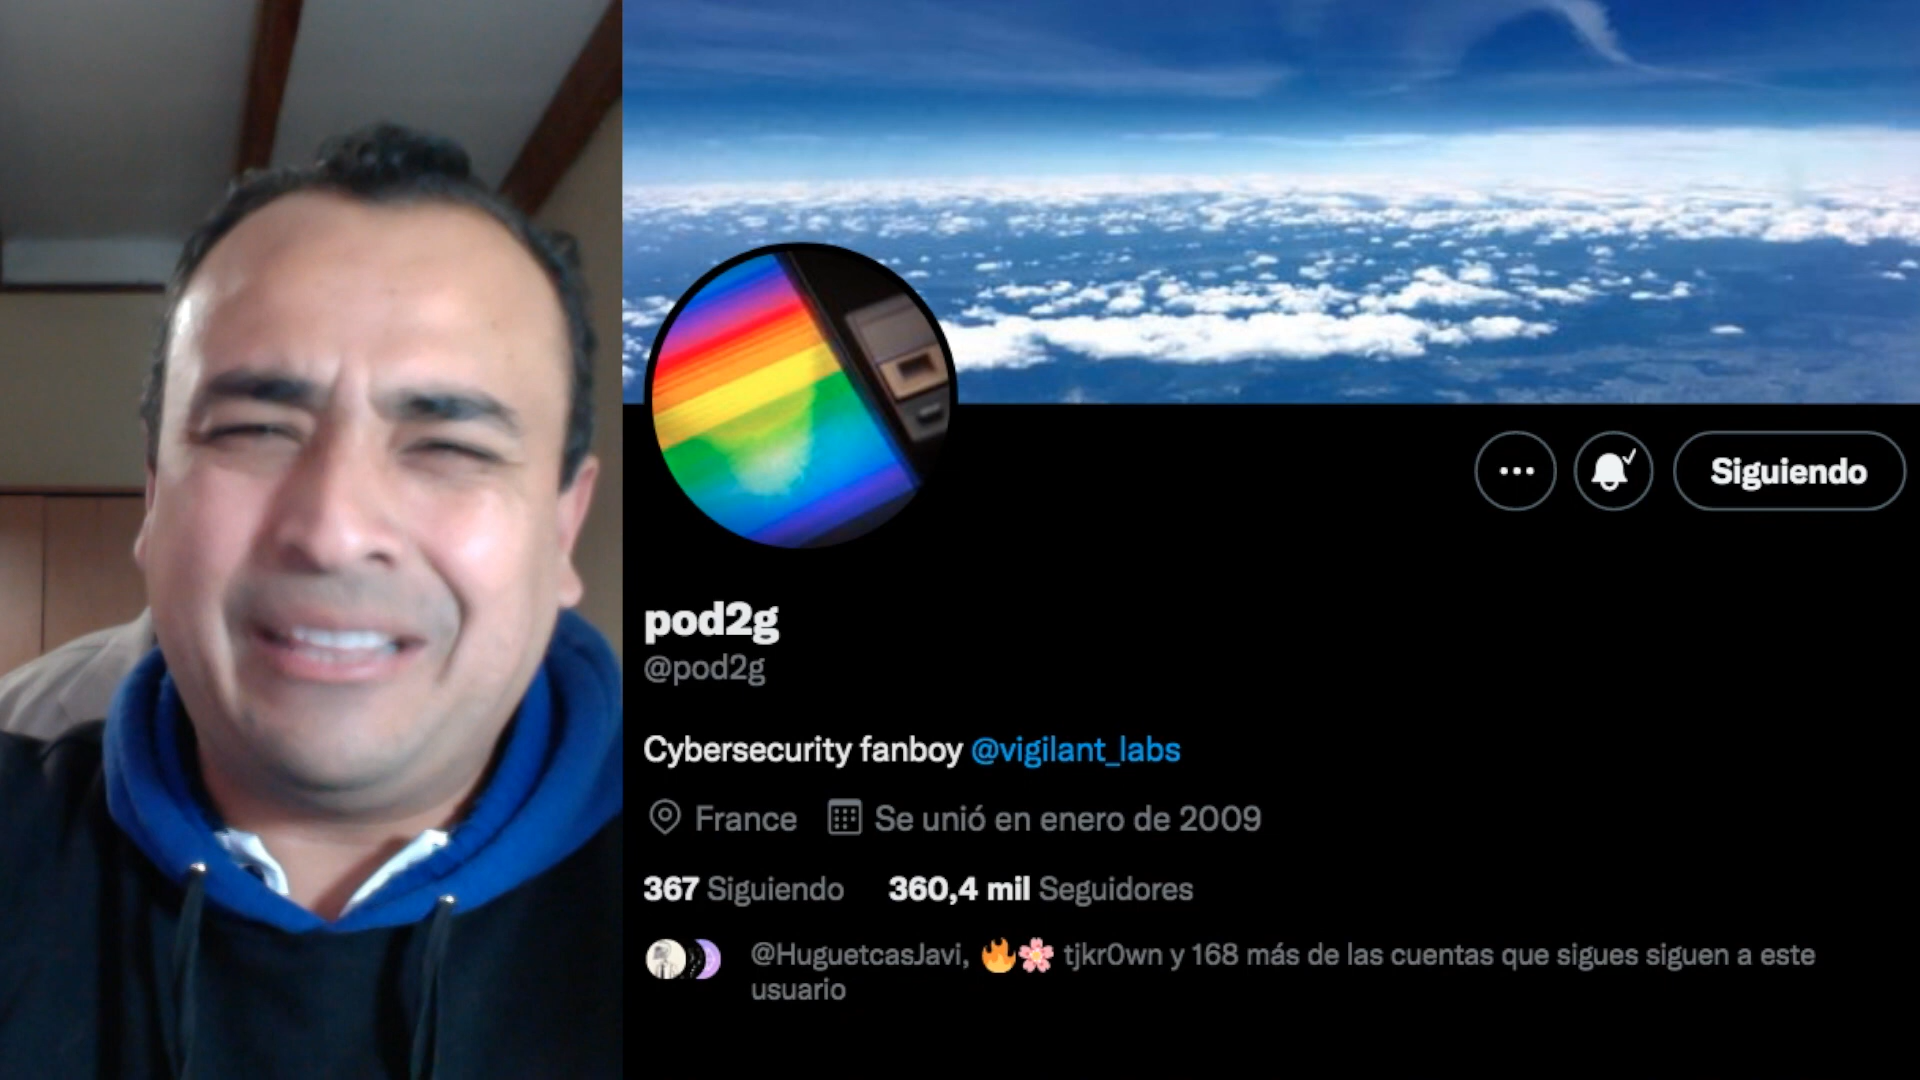 Siguiendo
pod2g
@pod2g
Cybersecurity fanboy @vigilant_labs
France Se unió en enero de 2009
367 Siguiendo 360,4 mil Seguidores
@HuguetcasJavi, 🔥🌸 tjkr0wn y 168 más de las cuentas que sigues siguen a este
usuario